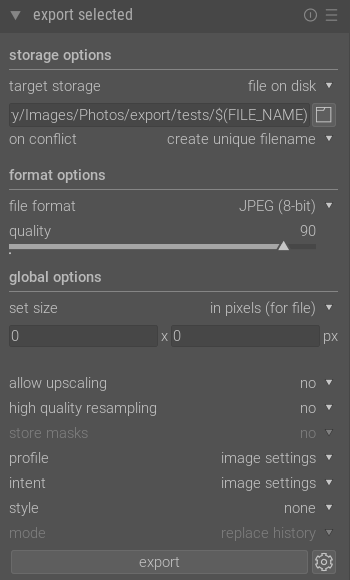 export selected
storage options
target storage file on disk
y/Images/Photos/export/tests/$(FILE_NAME)
on conflict create unique filename
format options
file format JPEG (8-bit)
quality 90
global options
set size in pixels (for file)
0 x 0 px
allow upscaling no
high quality resampling no
store masks no
profile image settings
intent image settings
style none
mode replace history
export